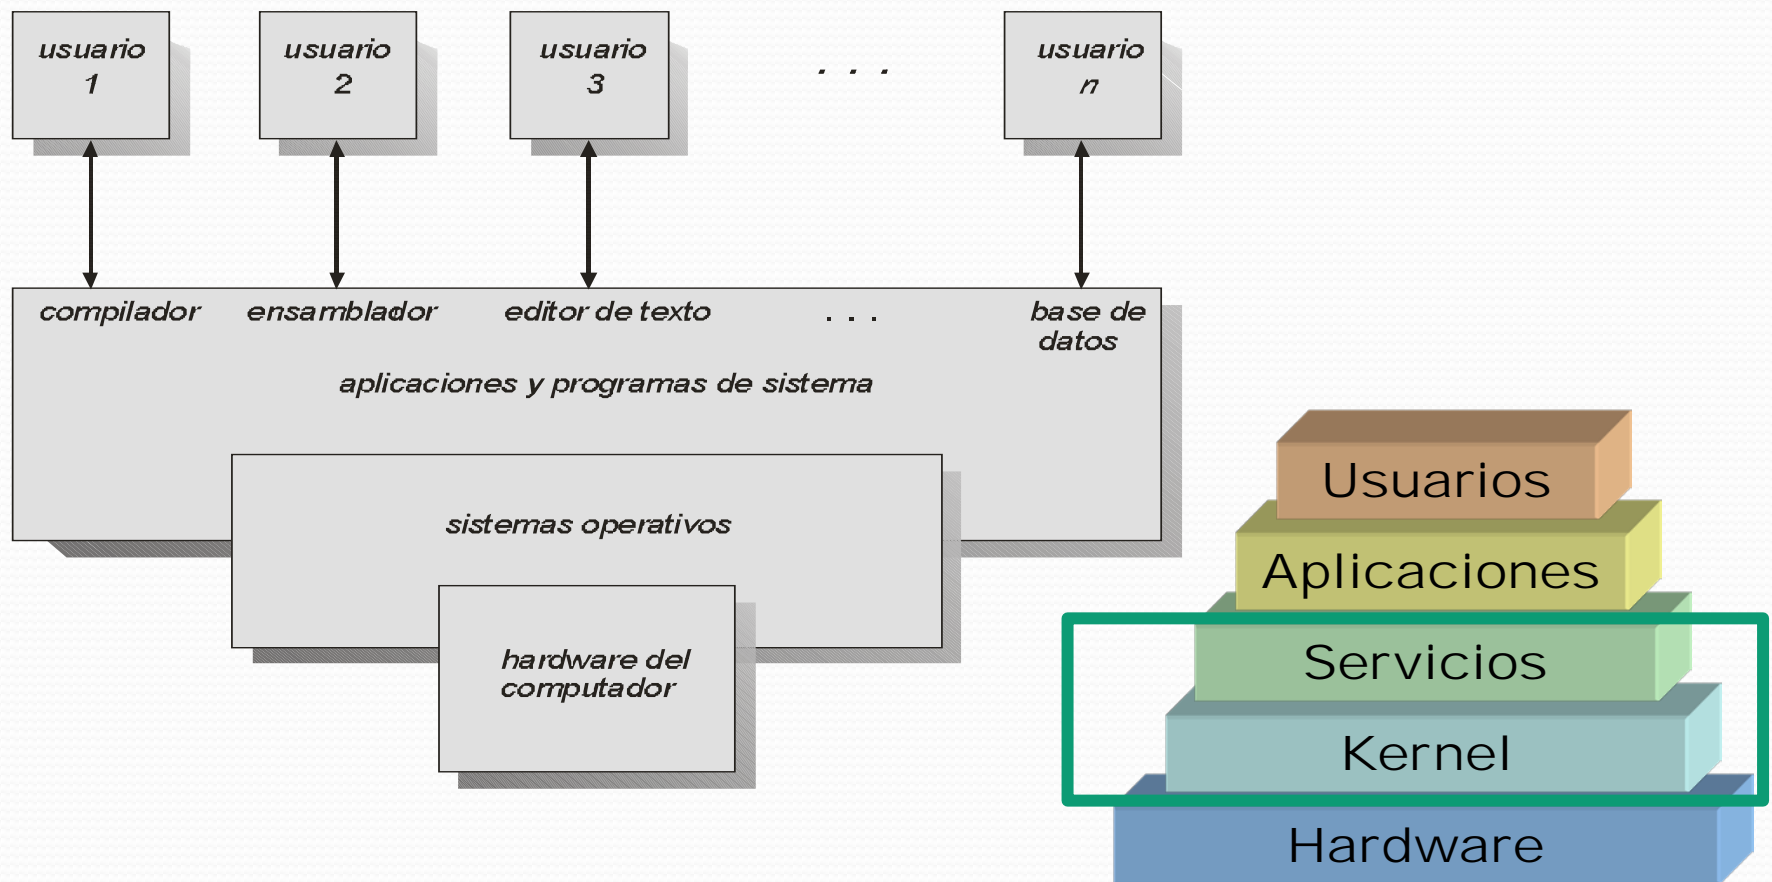 usuario
1
usuario
2
usuario
3
. . .
usuario
n
compilador
ensamblador
editor de texto
. . .
base de
datos
aplicaciones y programas de sistema
sistemas operativos
hardware del
computador
Usuarios
Aplicaciones
Servicios
Kernel
Hardware